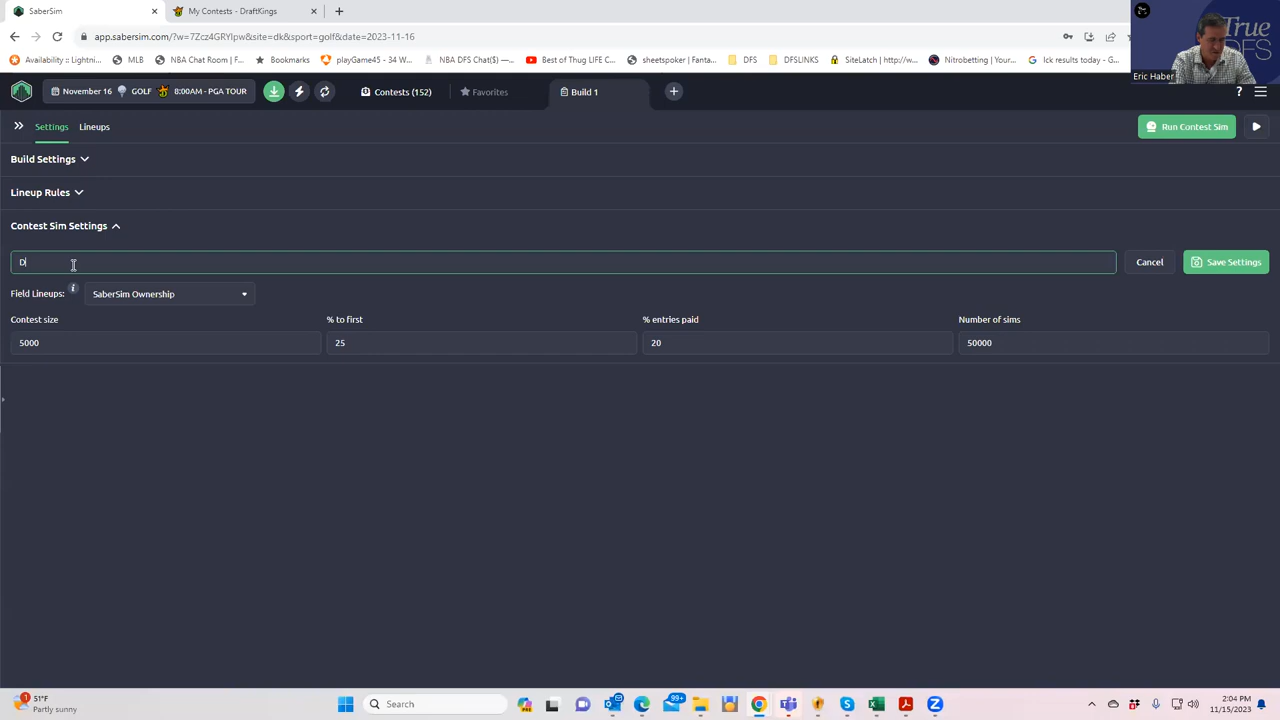 SaberSim
My Contests - DraftKings
app.sabersim.com/?w=7Zcz4GRYIpw&site=dk&sport=golf&date=2023-11-16
Availability :: Lightni...
MLB
NBA Chat Room | F...
Bookmarks
playGame45 - 34 W...
NBA DFS Chat($) —...
Best of Thug LIFE C...
sheetspoker | Fanta...
DFS
DFSLINKS
SiteLatch | http://w...
Nitrobetting | Your...
Ick results today - G...
True
DFS
Eric Haber
November 16
GOLF
8:00AM - PGA TOUR
Contests (152)
Favorites
Build 1
?
Settings
Lineups
Run Contest Sim
Build Settings
Lineup Rules
Contest Sim Settings
D
Cancel
Save Settings
Field Lineups:
i
SaberSim Ownership
Contest size
% to first
% entries paid
Number of sims
5000
25
20
50000
1
51°F
Partly sunny
Search
99+
2:04 PM
11/15/2023